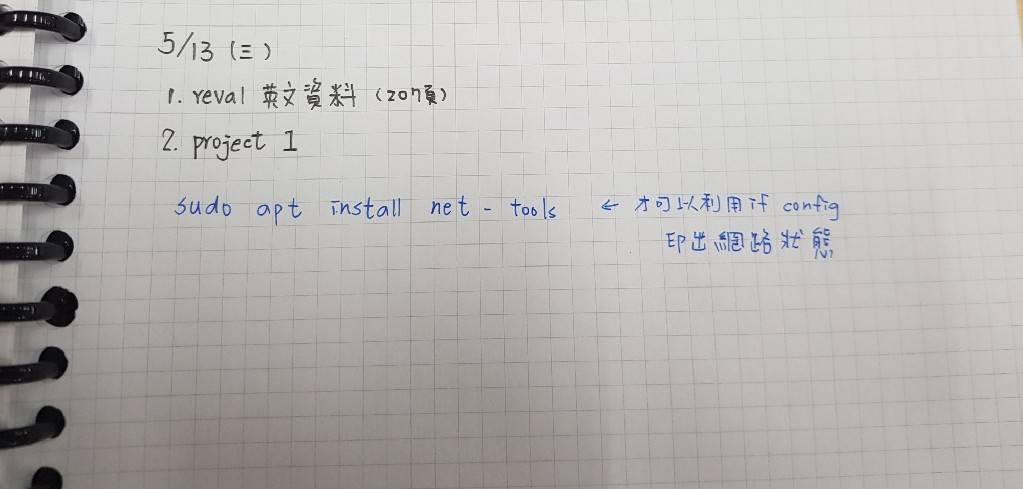 5/13 (三)
1. reval 英文資料 (207頁)
2. project 1
sudo apt install net - tools ← 才可以利用 if config
印出網路狀態